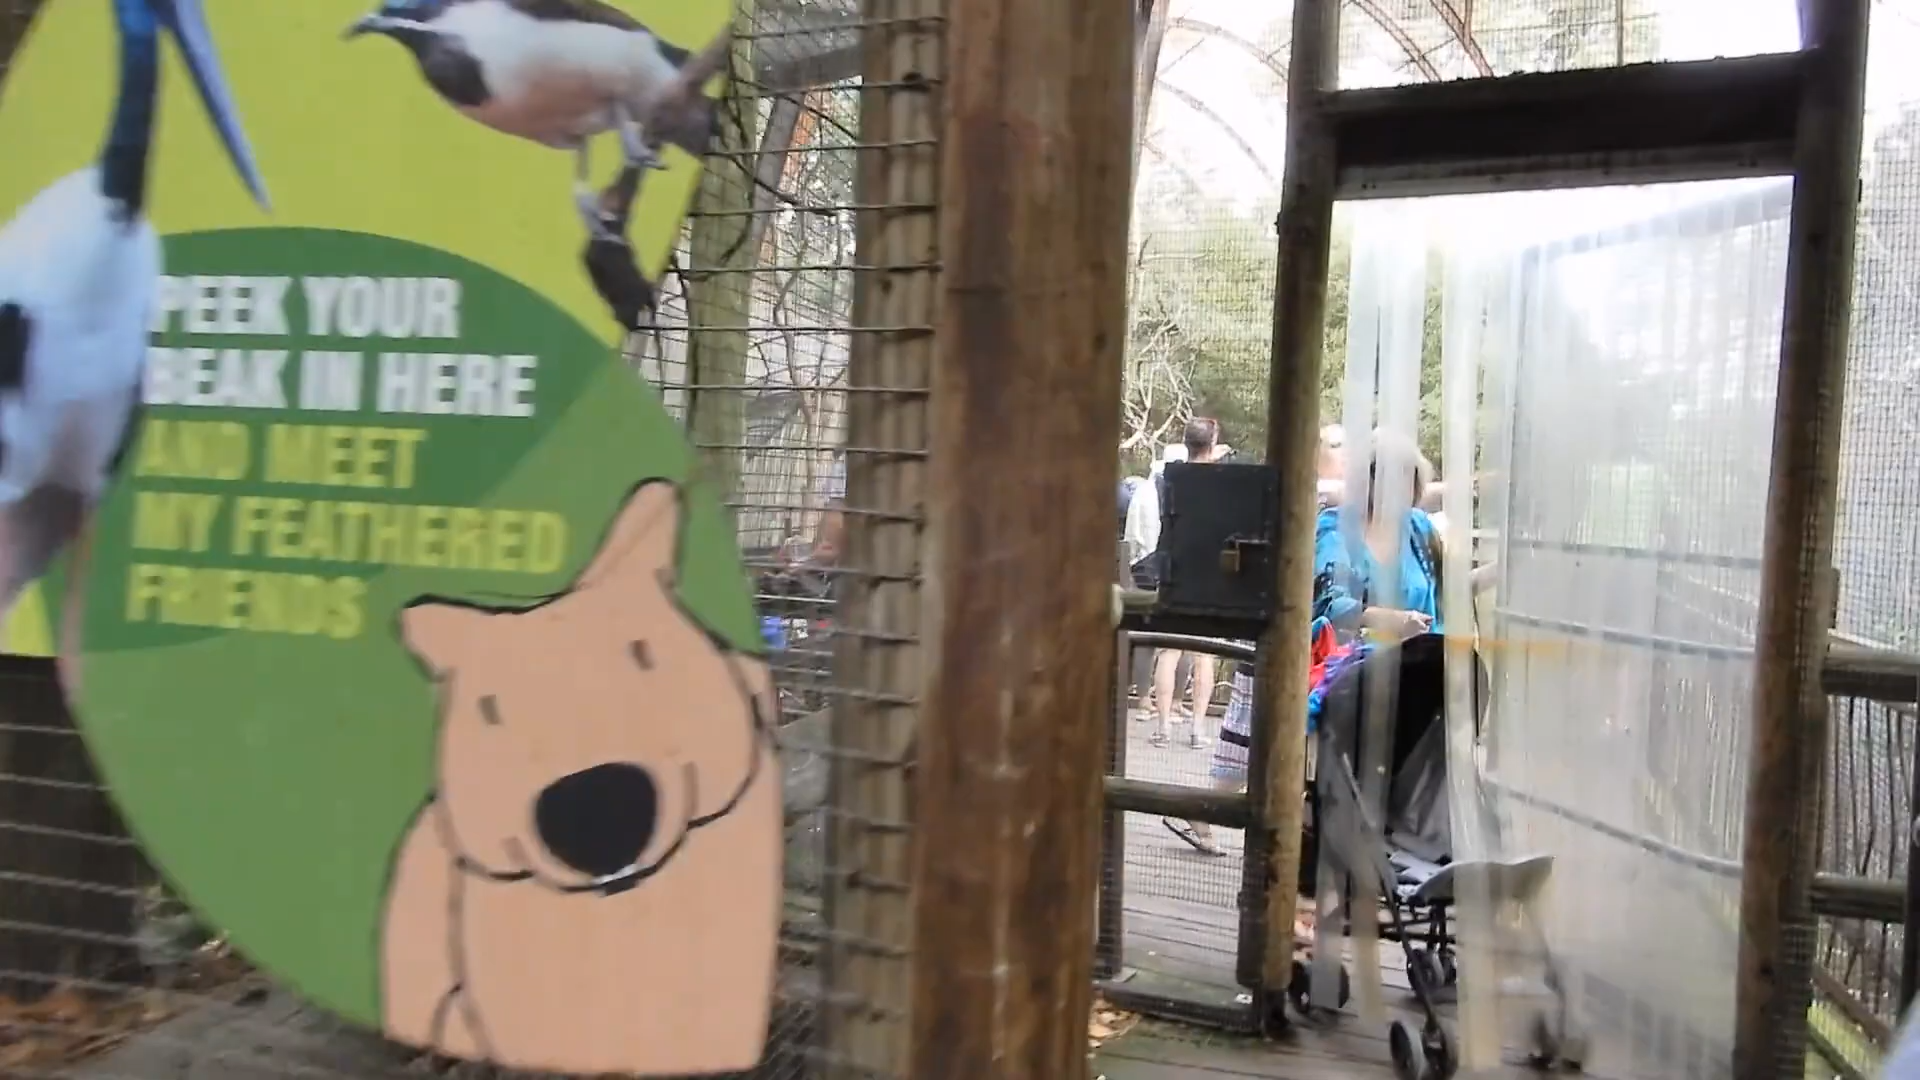 PEEK YOUR
BEAK IN HERE
AND MEET
MY FEATHERED
FRIENDS